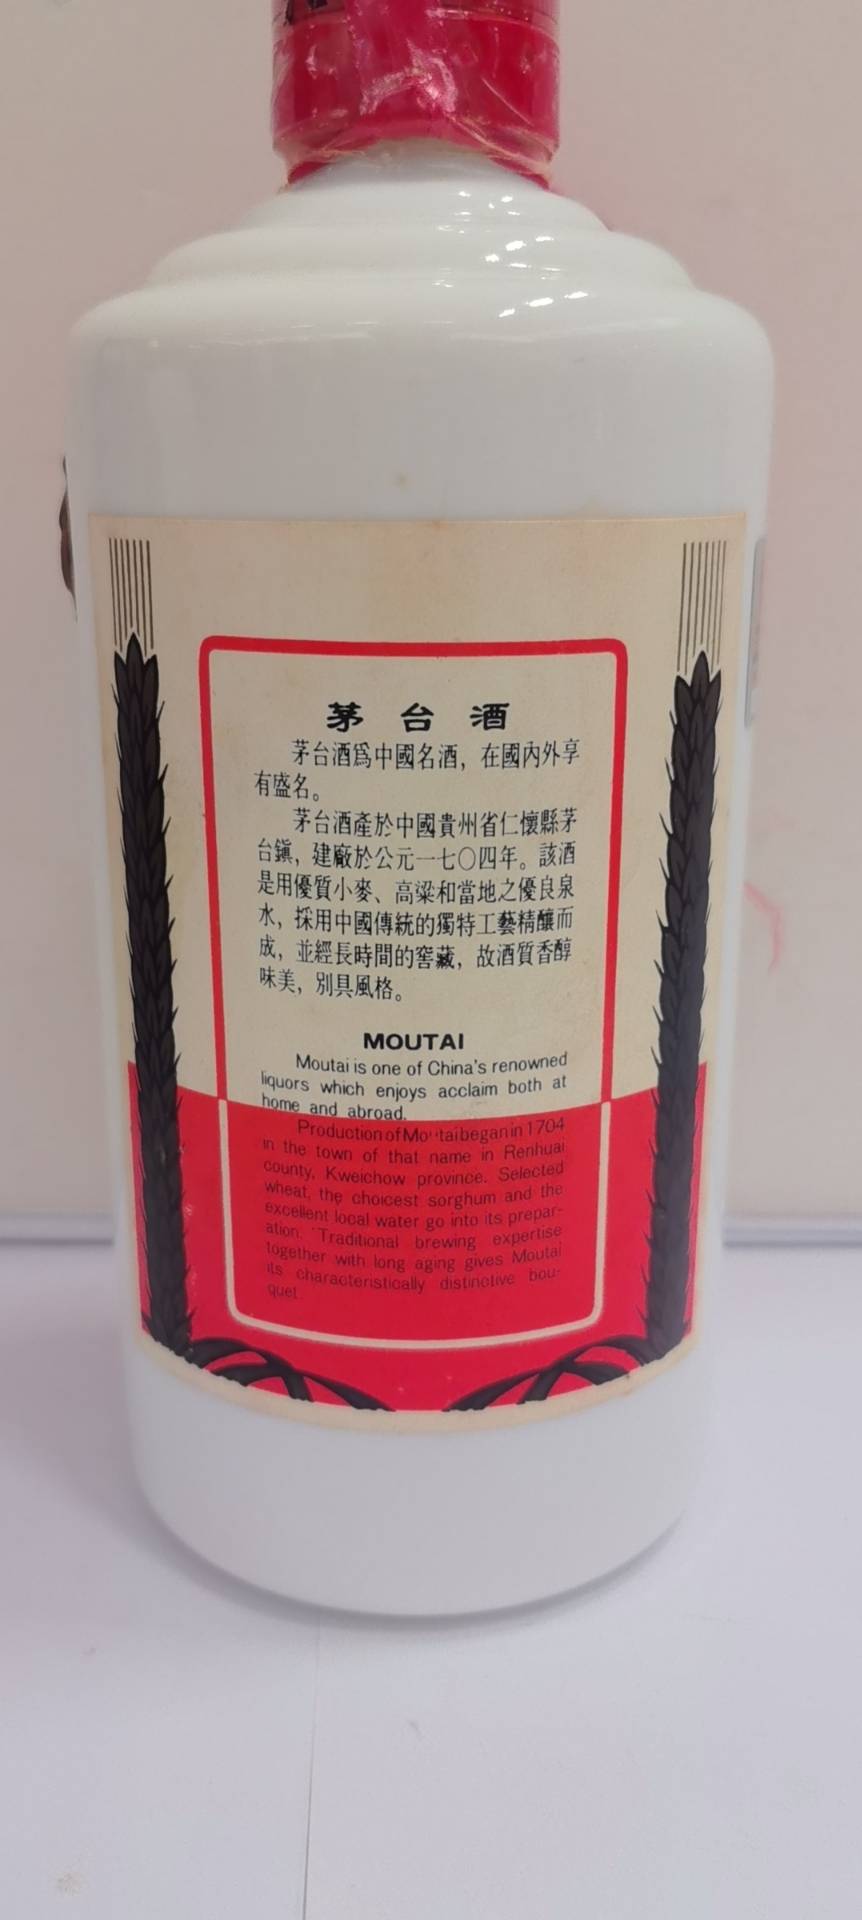 茅台酒
茅台酒爲中國名酒，在國內外享
有盛名。
茅台酒產於中國貴州省仁懷縣茅
台鎮，建廠於公元一七〇四年。該酒
是用優質小麥、高粱和當地之優良泉
水，採用中國傳統的獨特工藝精釀而
成，並經長時間的窖藏，故酒質香醇
味美，別具風格。
MOUTAI
Moutai is one of China's renowned
liquors which enjoys acclaim both at
home and abroad.
Production of Moutai began in 1704
in the town of that name in Renhuai
county, Kweichow province. Selected
wheat, the choicest sorghum and the
excellent local water go into its prepar-
ation. Traditional brewing expertise
together with long aging gives Moutai
its characteristically distinctive bou-
quet.